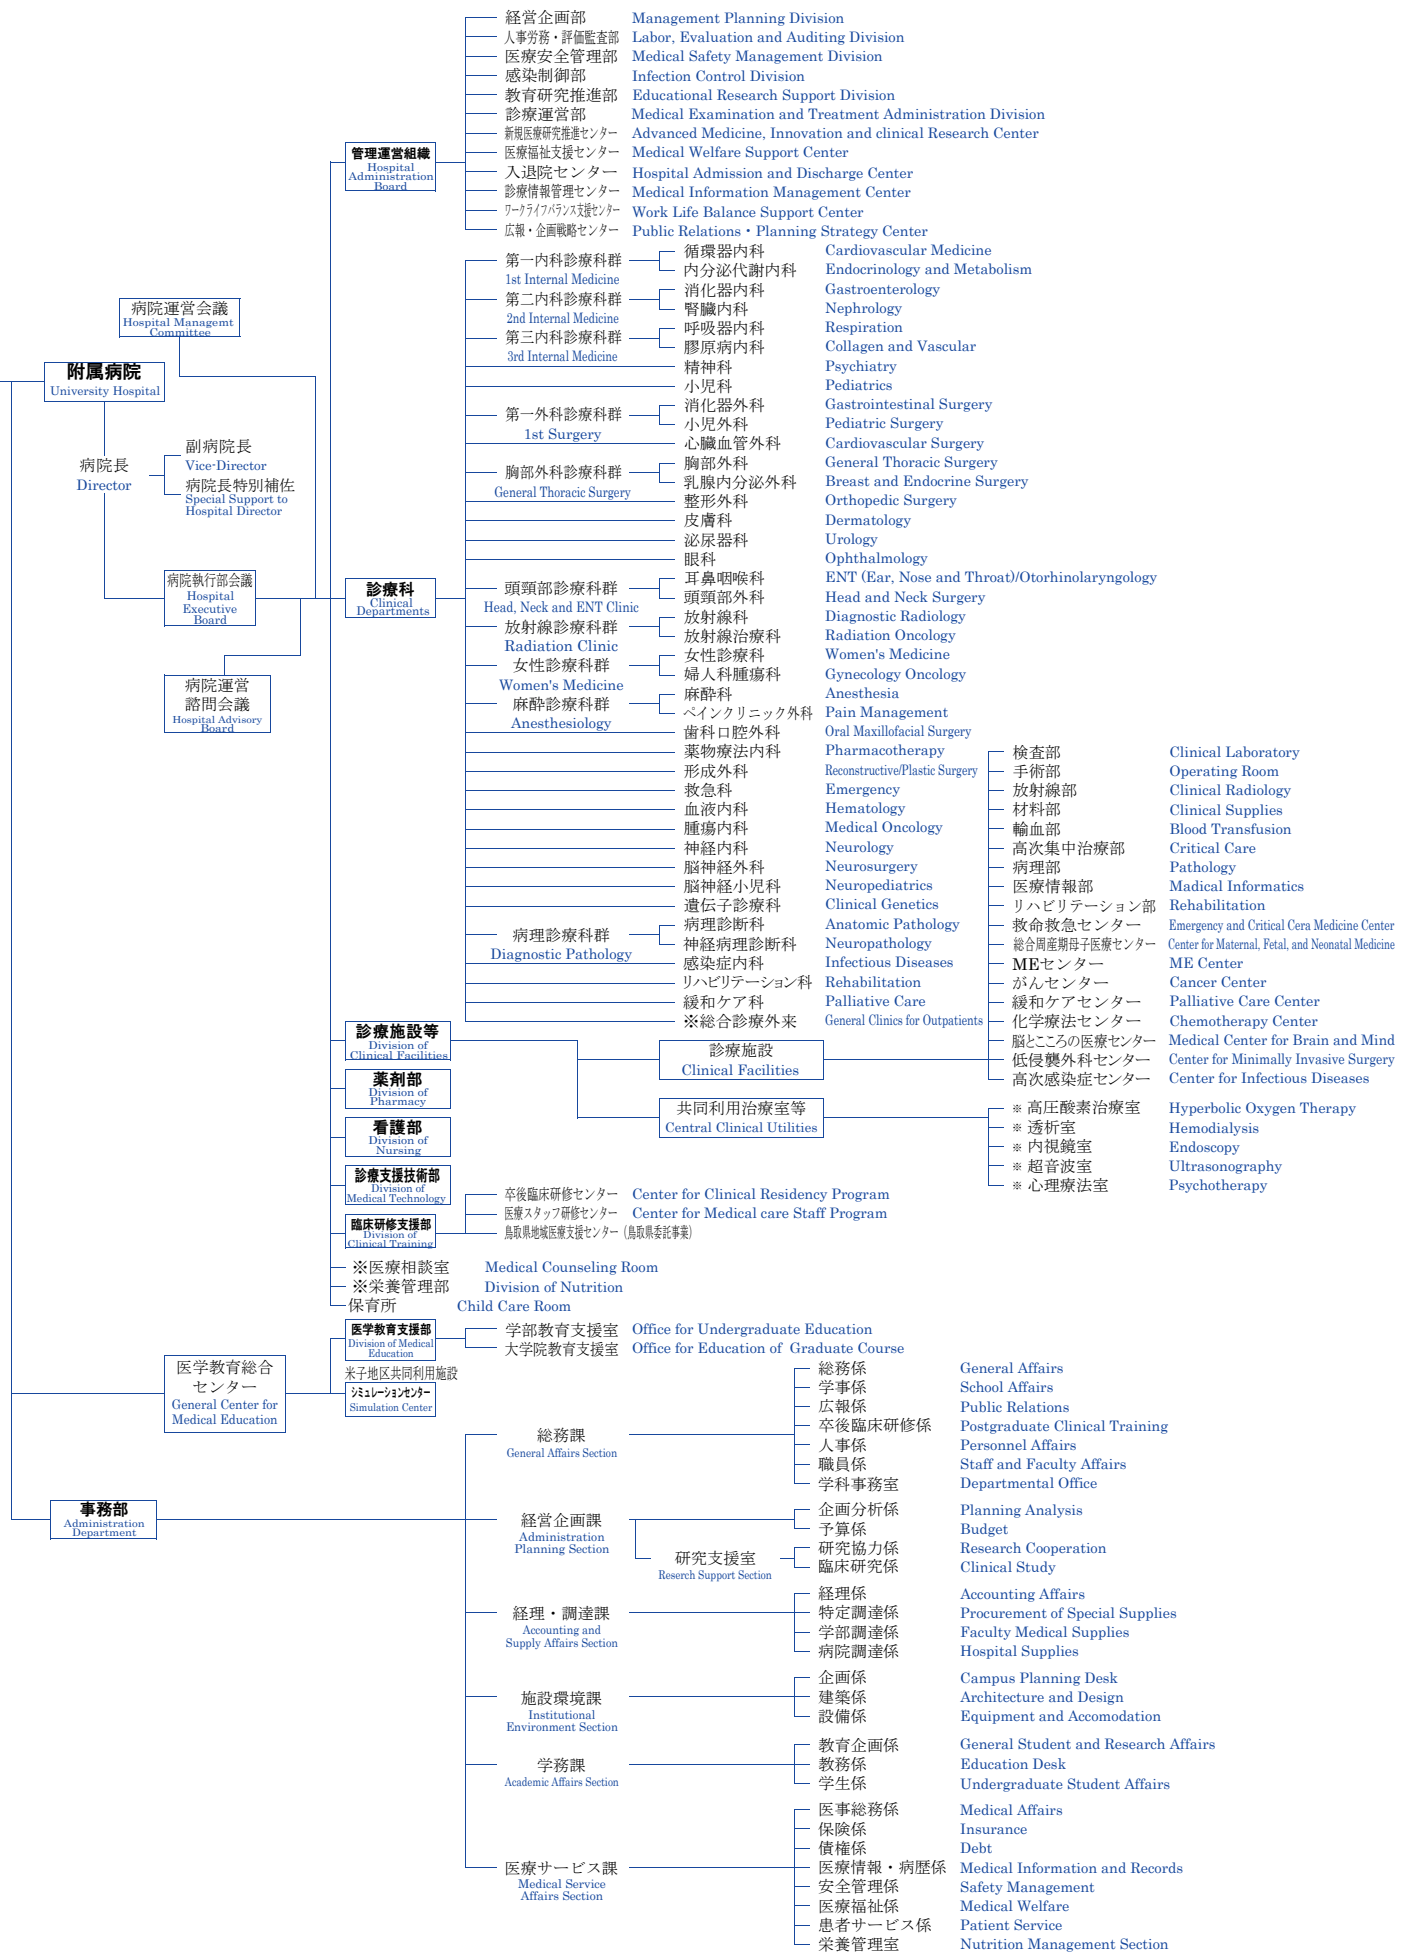 経営企画部 Management Planning Division
人事労務・評価監査部 Labor, Evaluation and Auditing Division
医療安全管理部 Medical Safety Management Division
感染制御部 Infection Control Division
教育研究推進部 Educational Research Support Division
診療運営部 Medical Examination and Treatment Administration Division
新規医療研究推進センター Advanced Medicine, Innovation and clinical Research Center
医療福祉支援センター Medical Welfare Support Center
入退院センター Hospital Admission and Discharge Center
診療情報管理センター Medical Information Management Center
ワークライフバランス支援センター Work Life Balance Support Center
広報・企画戦略センター Public Relations・Planning Strategy Center
管理運営組織
Hospital
Administration
Board
第一内科診療科群
1st Internal Medicine
循環器内科 Cardiovascular Medicine
内分泌代謝内科 Endocrinology and Metabolism
第二内科診療科群
2nd Internal Medicine
消化器内科 Gastroenterology
腎臓内科 Nephrology
第三内科診療科群
3rd Internal Medicine
呼吸器内科 Respiration
膠原病内科 Collagen and Vascular
精神科 Psychiatry
小児科 Pediatrics
第一外科診療科群
1st Surgery
消化器外科 Gastrointestinal Surgery
小児外科 Pediatric Surgery
心臓血管外科 Cardiovascular Surgery
胸部外科診療科群
General Thoracic Surgery
胸部外科 General Thoracic Surgery
乳腺内分泌外科 Breast and Endocrine Surgery
整形外科 Orthopedic Surgery
皮膚科 Dermatology
泌尿器科 Urology
眼科 Ophthalmology
病院運営会議
Hospital Managemt
Committee
附属病院
University Hospital
病院長
Director
副病院長
Vice-Director
病院長特別補佐
Special Support to
Hospital Director
病院執行部会議
Hospital
Executive
Board
病院運営
諮問会議
Hospital Advisory
Board
診療科
Clinical
Departments
頭頸部診療科群
Head, Neck and ENT Clinic
耳鼻咽喉科 ENT (Ear, Nose and Throat)/Otorhinolaryngology
頭頸部外科 Head and Neck Surgery
放射線診療科群
Radiation Clinic
放射線科 Diagnostic Radiology
放射線治療科 Radiation Oncology
女性診療科群
Women's Medicine
女性診療科 Women's Medicine
婦人科腫瘍科 Gynecology Oncology
麻酔診療科群
Anesthesiology
麻酔科 Anesthesia
ペインクリニック外科 Pain Management
歯科口腔外科 Oral Maxillofacial Surgery
薬物療法内科 Pharmacotherapy
形成外科 Reconstructive/Plastic Surgery
救急科 Emergency
血液内科 Hematology
腫瘍内科 Medical Oncology
神経内科 Neurology
脳神経外科 Neurosurgery
脳神経小児科 Neuropediatrics
遺伝子診療科 Clinical Genetics
病理診療科群
Diagnostic Pathology
病理診断科 Anatomic Pathology
神経病理診断科 Neuropathology
感染症内科 Infectious Diseases
リハビリテーション科 Rehabilitation
緩和ケア科 Palliative Care
※総合診療外来 General Clinics for Outpatients
検査部 Clinical Laboratory
手術部 Operating Room
放射線部 Clinical Radiology
材料部 Clinical Supplies
輸血部 Blood Transfusion
高次集中治療部 Critical Care
病理部 Pathology
医療情報部 Madical Informatics
リハビリテーション部 Rehabilitation
救命救急センター Emergency and Critical Cera Medicine Center
総合周産期母子医療センター Center for Maternal, Fetal, and Neonatal Medicine
MEセンター ME Center
がんセンター Cancer Center
緩和ケアセンター Palliative Care Center
化学療法センター Chemotherapy Center
脳とこころの医療センター Medical Center for Brain and Mind
低侵襲外科センター Center for Minimally Invasive Surgery
高次感染症センター Center for Infectious Diseases
診療施設等
Division of
Clinical Facilities
診療施設
Clinical Facilities
共同利用治療室等
Central Clinical Utilities
※ 高圧酸素治療室 Hyperbolic Oxygen Therapy
※ 透析室 Hemodialysis
※ 内視鏡室 Endoscopy
※ 超音波室 Ultrasonography
※ 心理療法室 Psychotherapy
薬剤部
Division of
Pharmacy
看護部
Division of
Nursing
診療支援技術部
Division of
Medical Technology
臨床研修支援部
Division of
Clinical Training
卒後臨床研修センター Center for Clinical Residency Program
医療スタッフ研修センター Center for Medical care Staff Program
鳥取県地域医療支援センター(鳥取県委託事業)
※医療相談室 Medical Counseling Room
※栄養管理部 Division of Nutrition
保育所 Child Care Room
医学教育総合
センター
General Center for
Medical Education
医学教育支援部
Division of Medical
Education
学部教育支援室 Office for Undergraduate Education
大学院教育支援室 Office for Education of Graduate Course
米子地区共同利用施設
シミュレーションセンター
Simulation Center
事務部
Administration
Department
総務課
General Affairs Section
総務係 General Affairs
学事係 School Affairs
広報係 Public Relations
卒後臨床研修係 Postgraduate Clinical Training
人事係 Personnel Affairs
職員係 Staff and Faculty Affairs
学科事務室 Departmental Office
経営企画課
Administration
Planning Section
企画分析係 Planning Analysis
予算係 Budget
研究支援室
Reserch Support Section
研究協力係 Research Cooperation
臨床研究係 Clinical Study
経理・調達課
Accounting and
Supply Affairs Section
経理係 Accounting Affairs
特定調達係 Procurement of Special Supplies
学部調達係 Faculty Medical Supplies
病院調達係 Hospital Supplies
施設環境課
Institutional
Environment Section
企画係 Campus Planning Desk
建築係 Architecture and Design
設備係 Equipment and Accomodation
学務課
Academic Affairs Section
教育企画係 General Student and Research Affairs
教務係 Education Desk
学生係 Undergraduate Student Affairs
医療サービス課
Medical Service
Affairs Section
医事総務係 Medical Affairs
保険係 Insurance
債権係 Debt
医療情報・病歴係 Medical Information and Records
安全管理係 Safety Management
医療福祉係 Medical Welfare
患者サービス係 Patient Service
栄養管理室 Nutrition Management Section